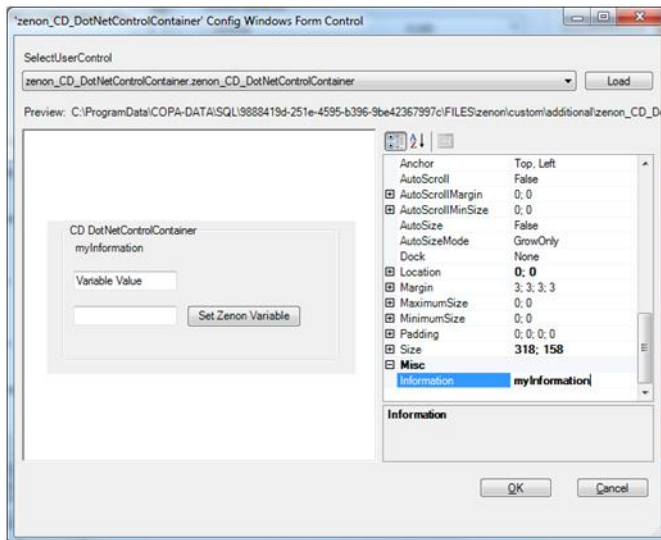 'zenon_CD_DotNetControlContainer' Config Windows Form Control
SelectUserControl
zenon_CD_DotNetControlContainer.zenon_CD_DotNetControlContainer
Load
Preview: C:\ProgramData\COPA-DATA\SQL\9888419d-251e-4595-b396-9be42367997c\FILES\zenon\custom\additional\zenon_CD_D
CD DotNetControlContainer
myInformation
Variable Value
Set Zenon Variable
Anchor Top, Left
AutoScroll False
AutoScrollMargin 0; 0
AutoScrollMinSize 0; 0
AutoSize False
AutoSizeMode GrowOnly
Dock None
Location 0; 0
Margin 3; 3; 3; 3
MaximumSize 0; 0
MinimumSize 0; 0
Padding 0; 0; 0; 0
Size 318; 158
Misc
Information myInformation
Information
OK Cancel